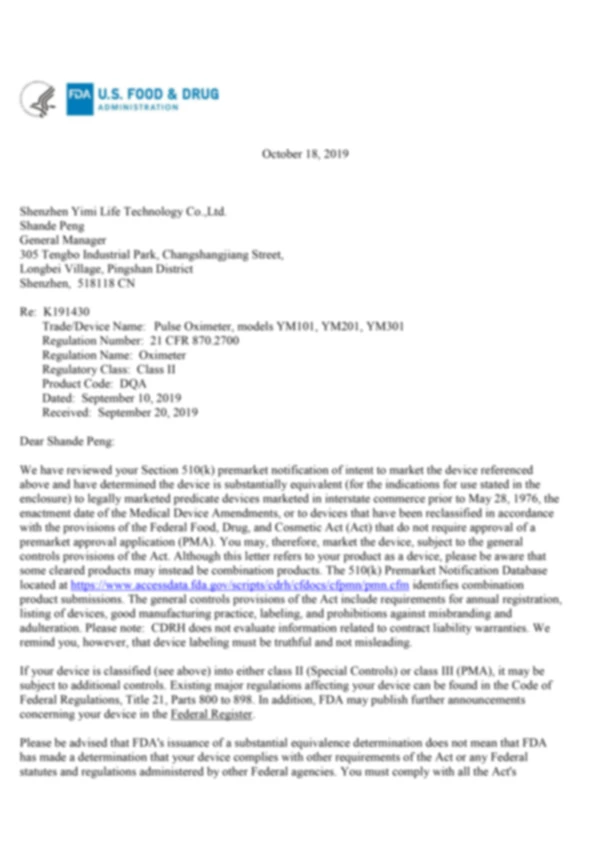 FDA U.S. FOOD & DRUG
ADMINISTRATION
October 18, 2019
Shenzhen Yimi Life Technology Co.,Ltd.
Shande Peng
General Manager
305 Tengbo Industrial Park, Changshangjiang Street,
Longbei Village, Pingshan District
Shenzhen, 518118 CN
Re: K191430
Trade/Device Name: Pulse Oximeter, models YM101, YM201, YM301
Regulation Number: 21 CFR 870.2700
Regulation Name: Oximeter
Regulatory Class: Class II
Product Code: DQA
Dated: September 10, 2019
Received: September 20, 2019
Dear Shande Peng:
We have reviewed your Section 510(k) premarket notification of intent to market the device referenced
above and have determined the device is substantially equivalent (for the indications for use stated in the
enclosure) to legally marketed predicate devices marketed in interstate commerce prior to May 28, 1976, the
enactment date of the Medical Device Amendments, or to devices that have been reclassified in accordance
with the provisions of the Federal Food, Drug, and Cosmetic Act (Act) that do not require approval of a
premarket approval application (PMA). You may, therefore, market the device, subject to the general
controls provisions of the Act. Although this letter refers to your product as a device, please be aware that
some cleared products may instead be combination products. The 510(k) Premarket Notification Database
located at https://www.accessdata.fda.gov/scripts/cdrh/cfdocs/cfpmn/pmn.cfm identifies combination
product submissions. The general controls provisions of the Act include requirements for annual registration,
listing of devices, good manufacturing practice, labeling, and prohibitions against misbranding and
adulteration. Please note: CDRH does not evaluate information related to contract liability warranties. We
remind you, however, that device labeling must be truthful and not misleading.
If your device is classified (see above) into either class II (Special Controls) or class III (PMA), it may be
subject to additional controls. Existing major regulations affecting your device can be found in the Code of
Federal Regulations, Title 21, Parts 800 to 898. In addition, FDA may publish further announcements
concerning your device in the Federal Register.
Please be advised that FDA's issuance of a substantial equivalence determination does not mean that FDA
has made a determination that your device complies with other requirements of the Act or any Federal
statutes and regulations administered by other Federal agencies. You must comply with all the Act's